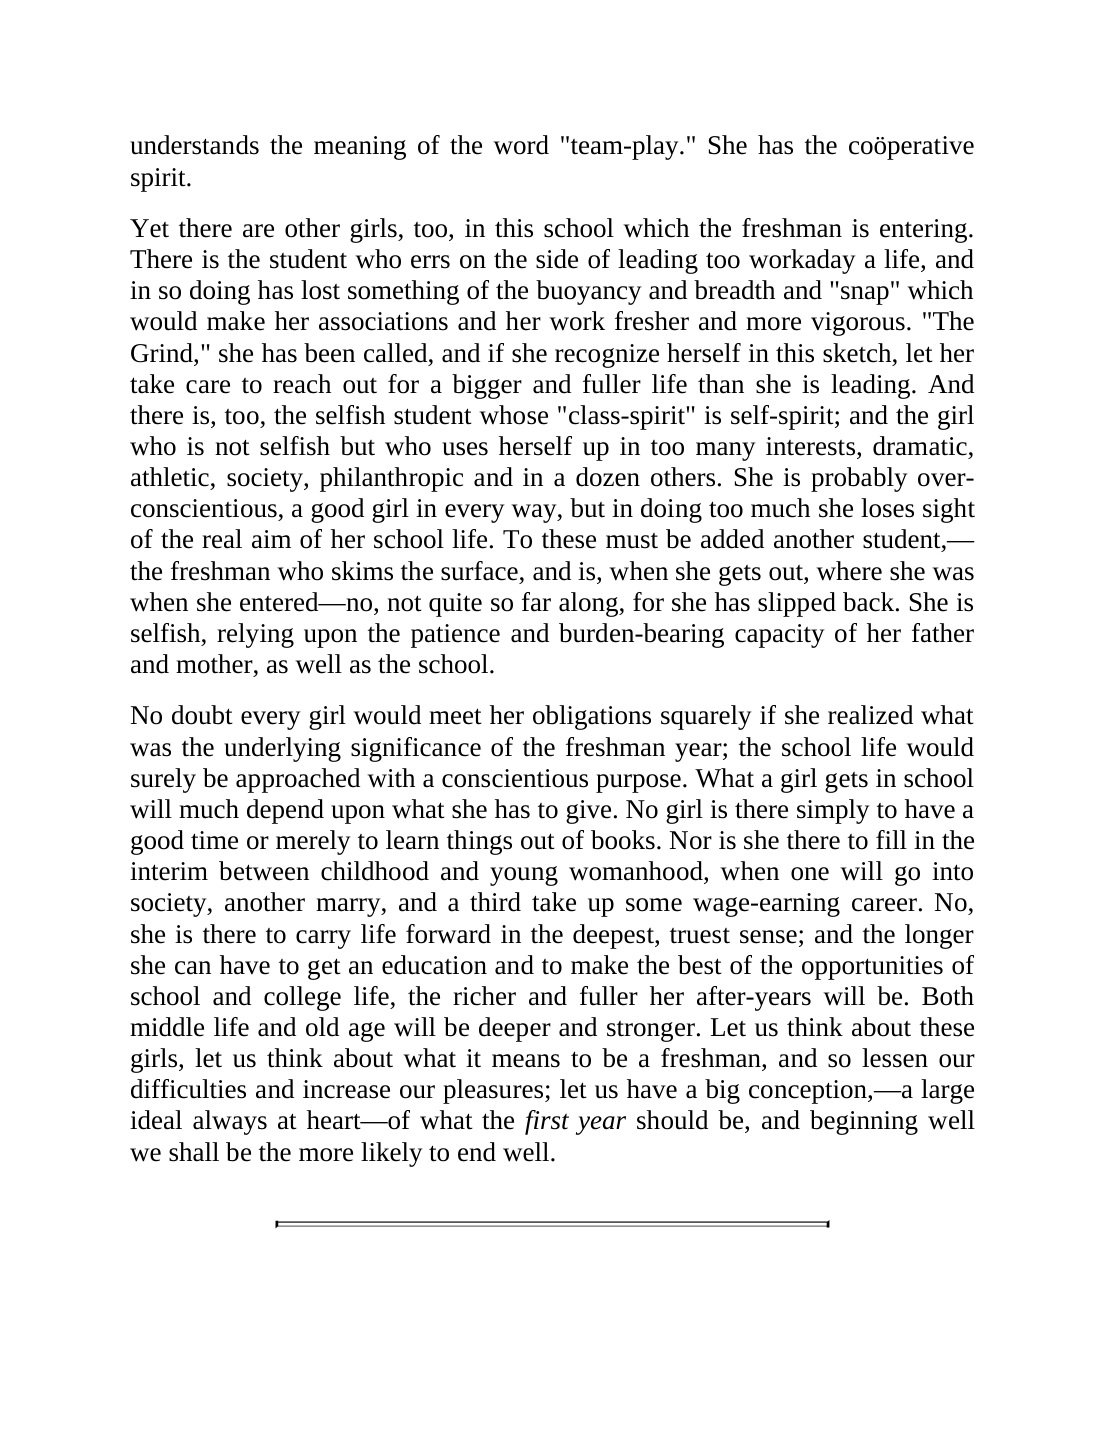 understands the meaning of the word "team-play." She has the coöperative
spirit.
Yet there are other girls, too, in this school which the freshman is entering.
There is the student who errs on the side of leading too workaday a life, and
in so doing has lost something of the buoyancy and breadth and "snap" which
would make her associations and her work fresher and more vigorous. "The
Grind," she has been called, and if she recognize herself in this sketch, let her
take care to reach out for a bigger and fuller life than she is leading. And
there is, too, the selfish student whose "class-spirit" is self-spirit; and the girl
who is not selfish but who uses herself up in too many interests, dramatic,
athletic, society, philanthropic and in a dozen others. She is probably over-
conscientious, a good girl in every way, but in doing too much she loses sight
of the real aim of her school life. To these must be added another student,—
the freshman who skims the surface, and is, when she gets out, where she was
when she entered—no, not quite so far along, for she has slipped back. She is
selfish, relying upon the patience and burden-bearing capacity of her father
and mother, as well as the school.
No doubt every girl would meet her obligations squarely if she realized what
was the underlying significance of the freshman year; the school life would
surely be approached with a conscientious purpose. What a girl gets in school
will much depend upon what she has to give. No girl is there simply to have a
good time or merely to learn things out of books. Nor is she there to fill in the
interim between childhood and young womanhood, when one will go into
society, another marry, and a third take up some wage-earning career. No,
she is there to carry life forward in the deepest, truest sense; and the longer
she can have to get an education and to make the best of the opportunities of
school and college life, the richer and fuller her after-years will be. Both
middle life and old age will be deeper and stronger. Let us think about these
girls, let us think about what it means to be a freshman, and so lessen our
difficulties and increase our pleasures; let us have a big conception,—a large
ideal always at heart—of what the first year should be, and beginning well
we shall be the more likely to end well.